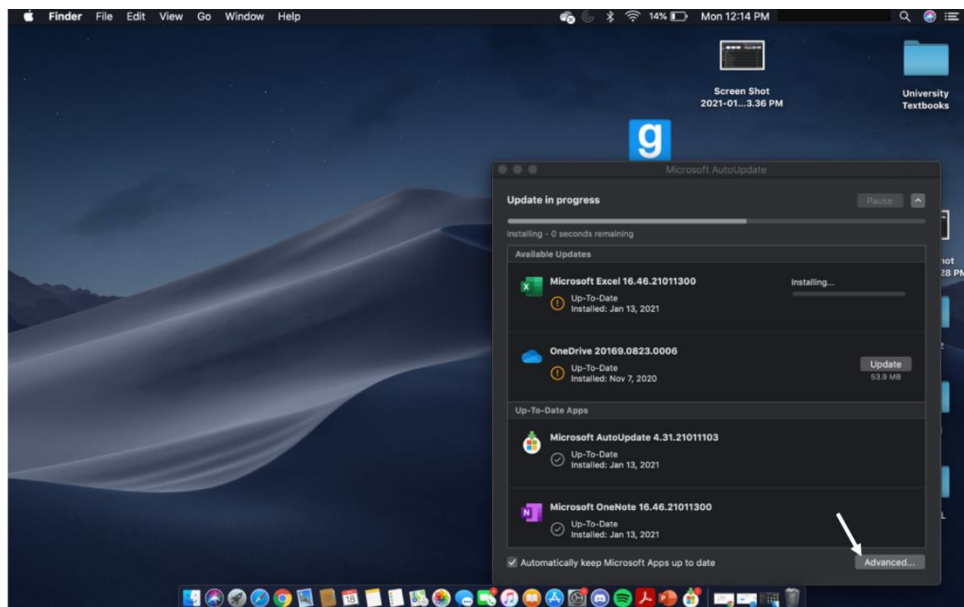 Finder File Edit View Go Window Help 14% Mon 12:14 PM
Screen Shot
2021-01...3.36 PM
University
Textbooks
g
Microsoft AutoUpdate
Update in progress
Pause
Installing - 0 seconds remaining
Available Updates
Microsoft Excel 16.46.21011300
Installing...
Up-To-Date
Installed: Jan 13, 2021
OneDrive 20169.0823.0006
Up-To-Date
Installed: Nov 7, 2020
Update
53.9 MB
Up-To-Date Apps
Microsoft AutoUpdate 4.31.21011103
Up-To-Date
Installed: Jan 13, 2021
Microsoft OneNote 16.46.21011300
Up-To-Date
Installed: Jan 13, 2021
Automatically keep Microsoft Apps up to date
Advanced...
18